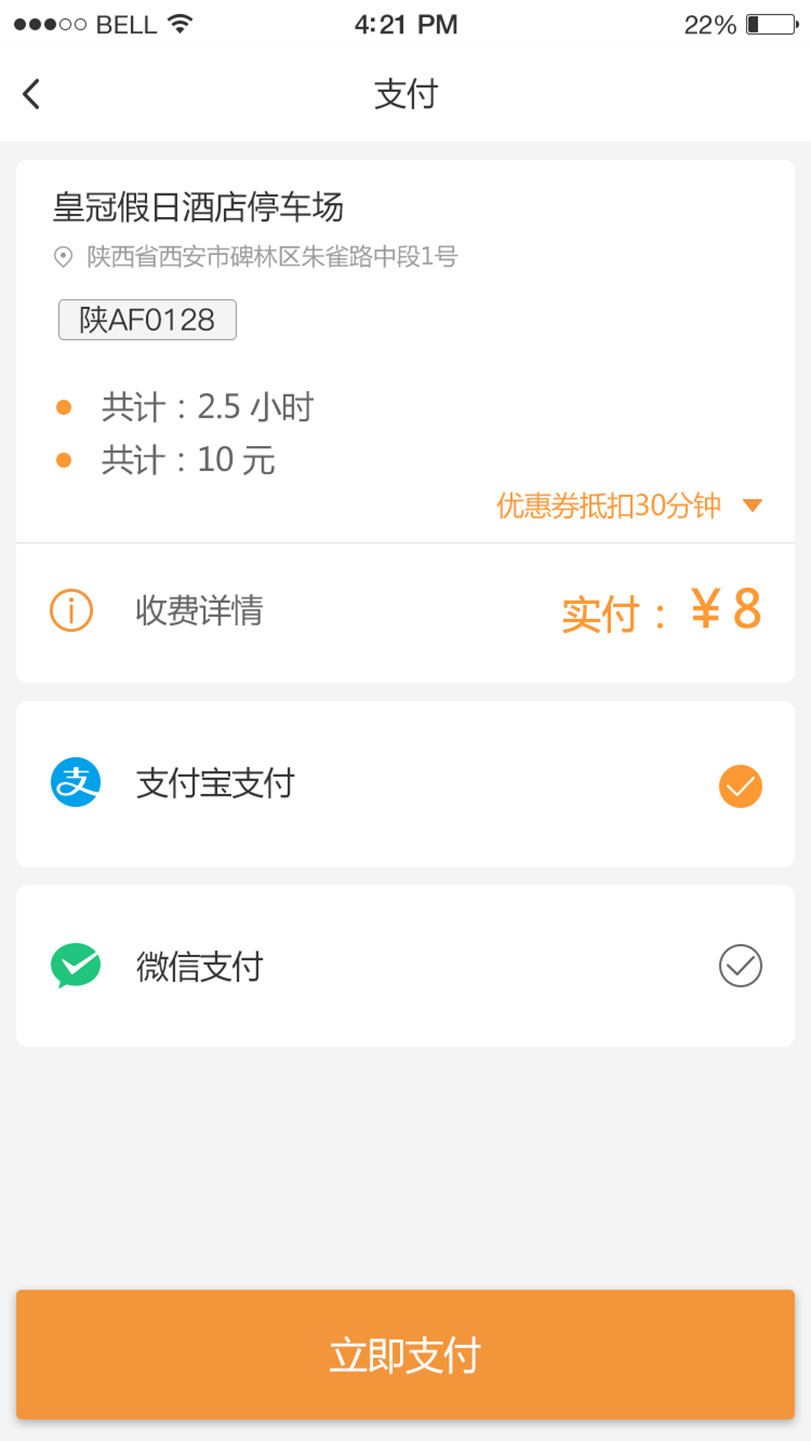 BELL 4:21 PM 22%
支付
皇冠假日酒店停车场
陕西省西安市碑林区朱雀路中段1号
陕AF0128
共计：2.5 小时
共计：10 元
优惠券抵扣30分钟
收费详情 实付： ¥ 8
支 支付宝支付
微信支付
立即支付